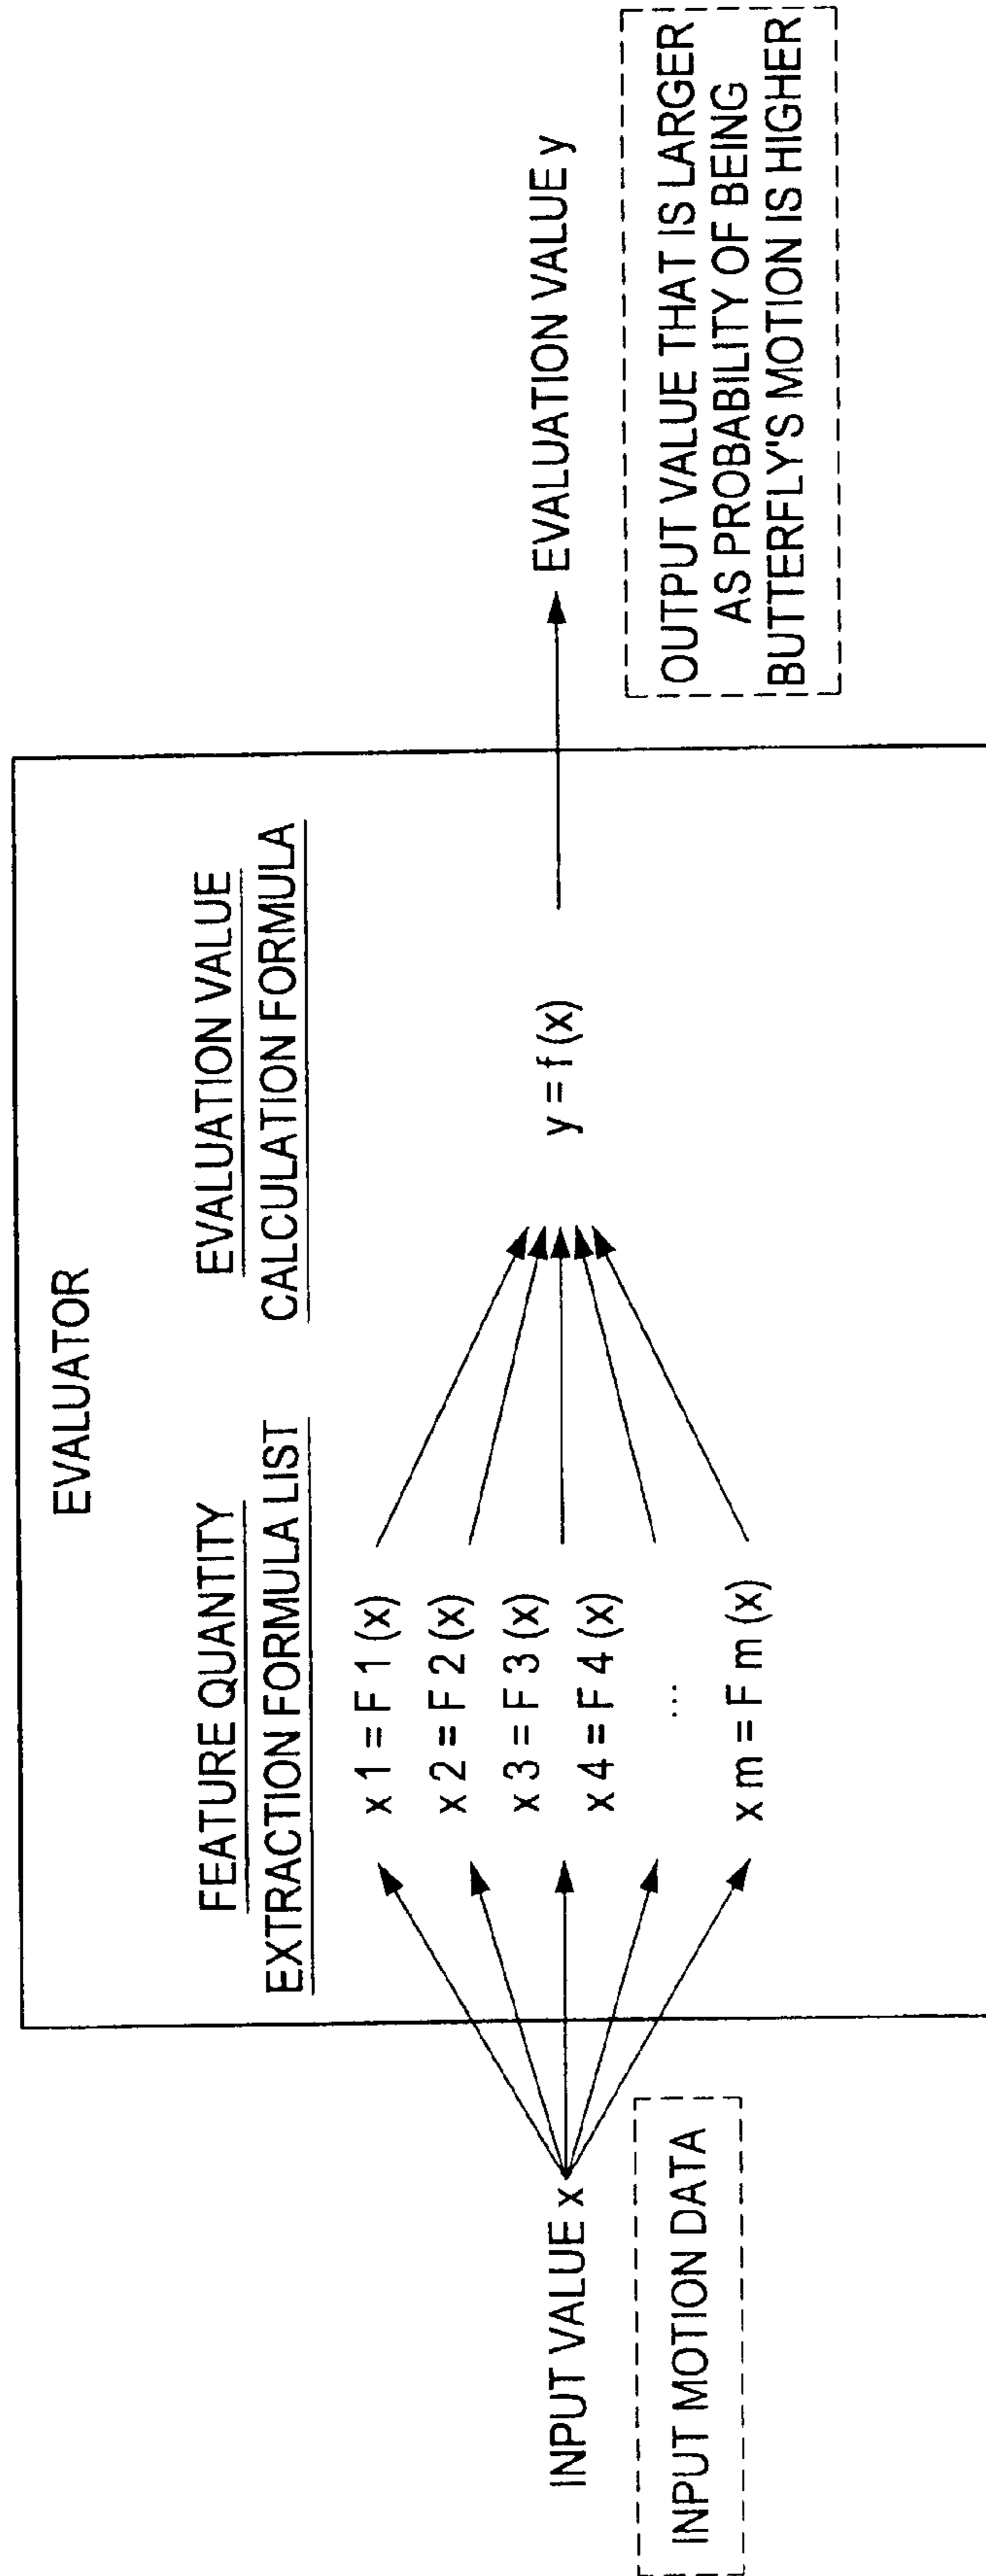 EVALUATOR
FEATURE QUANTITY
EXTRACTION FORMULA LIST
EVALUATION VALUE
CALCULATION FORMULA
INPUT VALUE x
INPUT MOTION DATA
x 1 = F 1 (x)
x 2 = F 2 (x)
x 3 = F 3 (x)
x 4 = F 4 (x)
...
x m = F m (x)
y = f (x)
EVALUATION VALUE y
OUTPUT VALUE THAT IS LARGER
AS PROBABILITY OF BEING
BUTTERFLY'S MOTION IS HIGHER